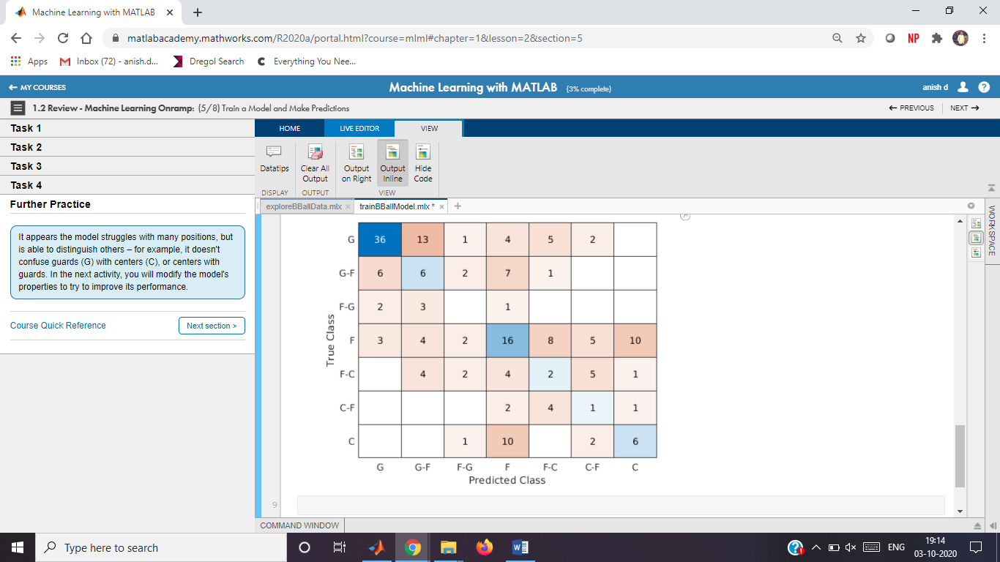 Machine Learning with MATLAB
matlabacademy.mathworks.com/R2020a/portal.html?course=mlml#chapter=1&lesson=2&section=5
NP
Apps
Inbox (72) - anish.d...
Dregol Search
Everything You Nee...
MY COURSES
Machine Learning with MATLAB (3% complete)
anish d
1.2 Review - Machine Learning Onramp: (5/8) Train a Model and Make Predictions
PREVIOUS
NEXT
Task 1
Task 2
Task 3
Task 4
Further Practice
It appears the model struggles with many positions, but
is able to distinguish others – for example, it doesn't
confuse guards (G) with centers (C), or centers with
guards. In the next activity, you will modify the model's
properties to try to improve its performance.
Course Quick Reference
Next section >
HOME
LIVE EDITOR
VIEW
Datatips
Clear All
Output
Output
on Right
Output
Inline
Hide
Code
DISPLAY
OUTPUT
VIEW
exploreBBallData.mlx
trainBBallModel.mlx *
WORKSPACE
True Class
G 36 13 1 4 5 2
G-F 6 6 2 7 1
F-G 2 3 1
F 3 4 2 16 8 5 10
F-C 4 2 4 2 5 1
C-F 2 4 1 1
C 1 10 2 6
G G-F F-G F F-C C-F C
Predicted Class
9
COMMAND WINDOW
Type here to search
ENG
19:14
03-10-2020